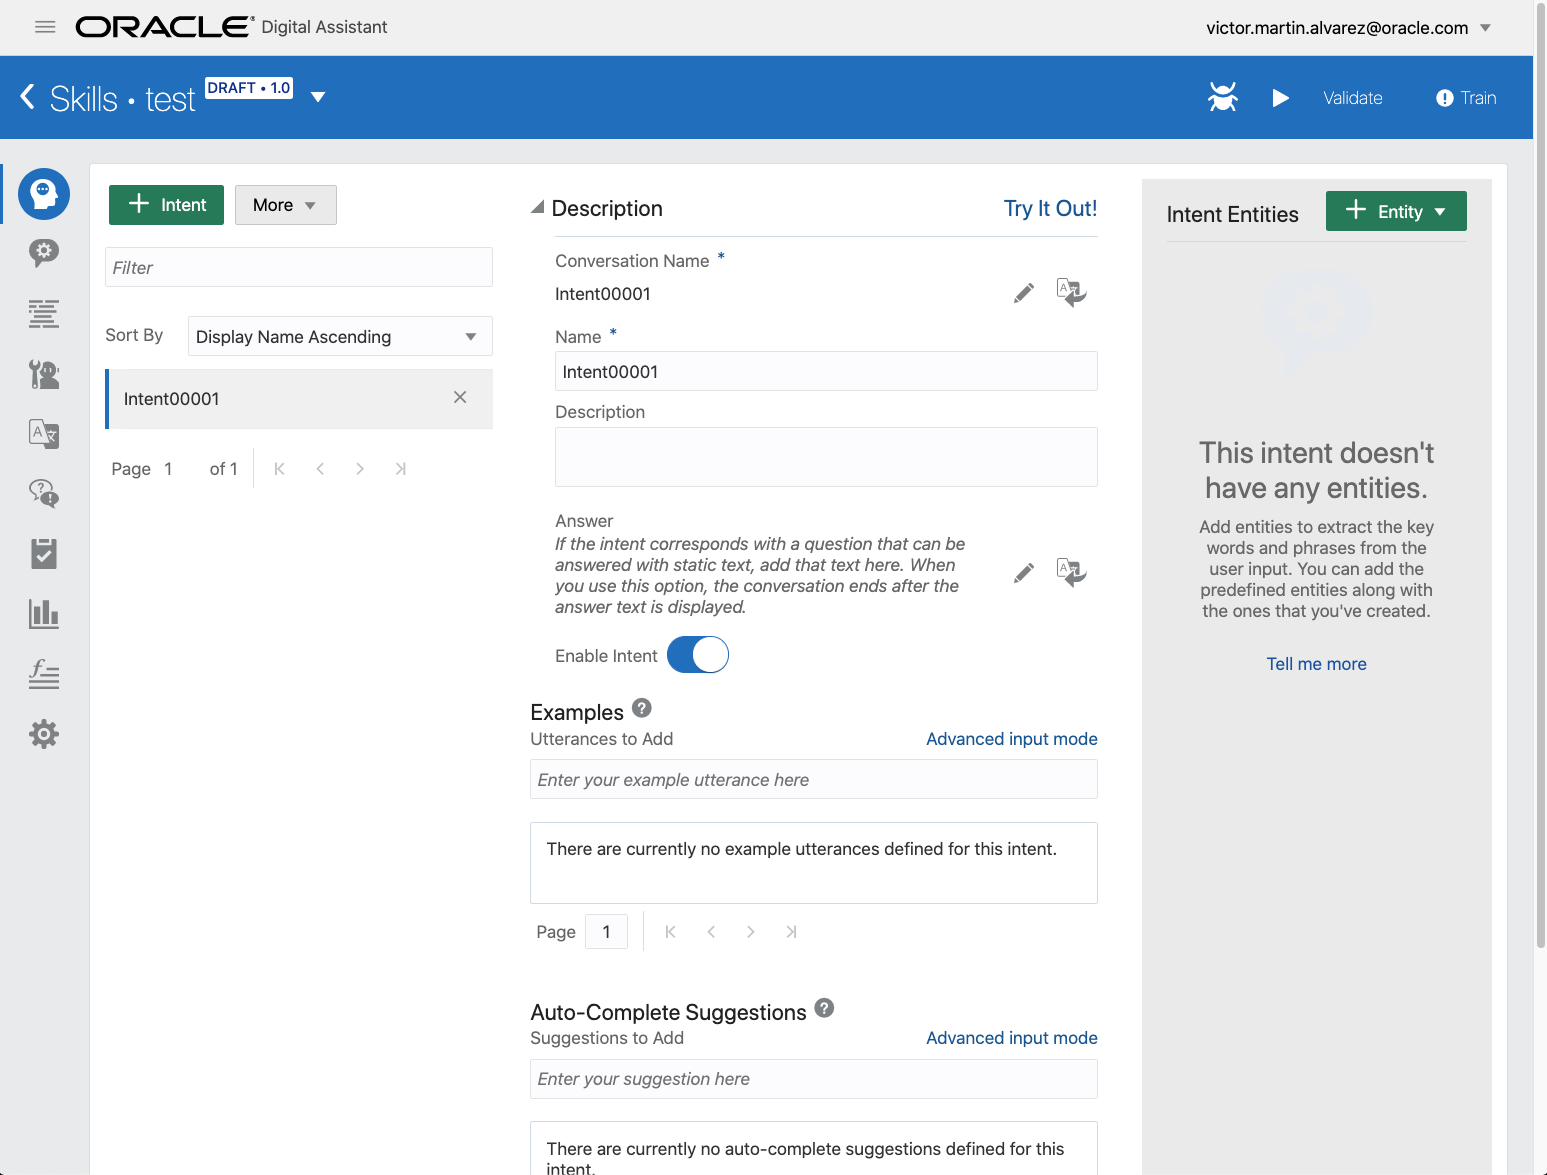 ORACLE Digital Assistant
victor.martin.alvarez@oracle.com
Skills • test DRAFT • 1.0
Validate
Train
Intent
More
Filter
Sort By
Display Name Ascending
Intent00001
Page 1 of 1
Description
Try It Out!
Conversation Name *
Intent00001
Name *
Intent00001
Description
Answer
If the intent corresponds with a question that can be
answered with static text, add that text here. When
you use this option, the conversation ends after the
answer text is displayed.
Enable Intent
Examples
Utterances to Add
Advanced input mode
Enter your example utterance here
There are currently no example utterances defined for this intent.
Page 1
Auto-Complete Suggestions
Suggestions to Add
Advanced input mode
Enter your suggestion here
There are currently no auto-complete suggestions defined for this
intent.
Intent Entities
Entity
This intent doesn't
have any entities.
Add entities to extract the key
words and phrases from the
user input. You can add the
predefined entities along with
the ones that you've created.
Tell me more